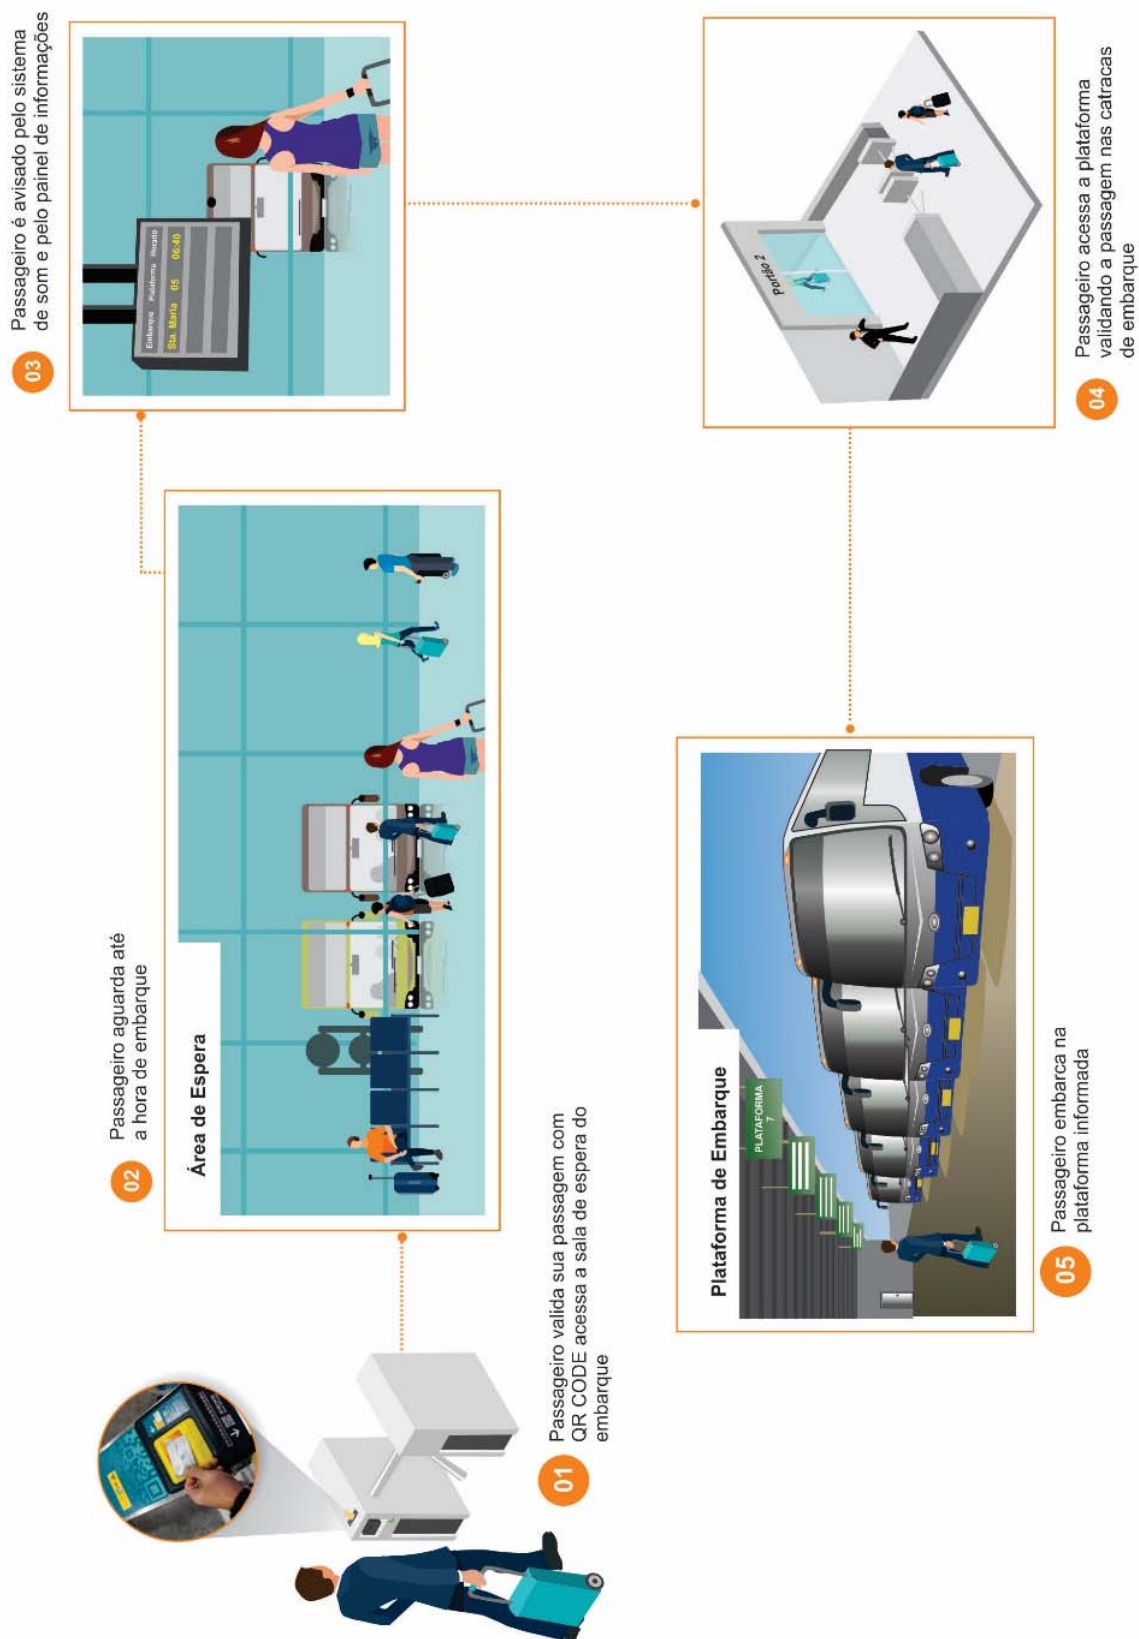 01
Passageiro valida sua passagem com
QR CODE acessa a sala de espera do
embarque
02
Passageiro aguarda até
a hora de embarque
Área de Espera
03
Passageiro é avisado pelo sistema
de som e pelo painel de informações
Embarque Plataforma Horário
Sta. Maria 05 06:40
04
Passageiro acessa a plataforma
validando a passagem nas catracas
de embarque
Portão 2
05
Passageiro embarca na
plataforma informada
Plataforma de Embarque
PLATAFORMA
7